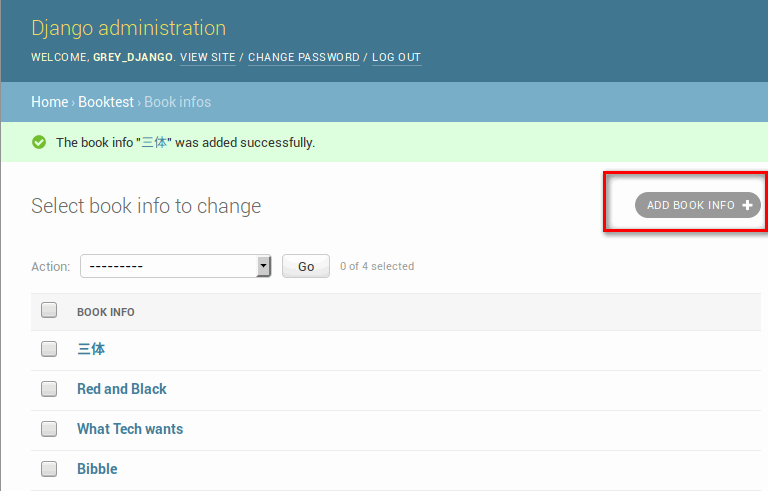 Django administration
WELCOME, GREY_DJANGO. VIEW SITE / CHANGE PASSWORD / LOG OUT
Home › Booktest › Book infos
The book info "三体" was added successfully.
Select book info to change
ADD BOOK INFO +
Action: --------- Go 0 of 4 selected
BOOK INFO
三体
Red and Black
What Tech wants
Bibble